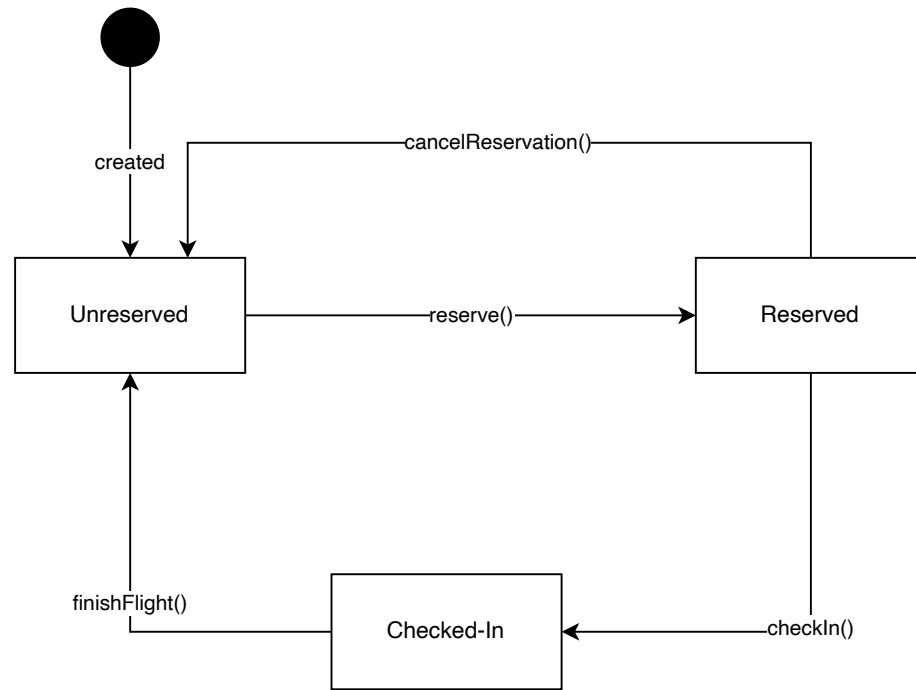 cancelReservation()
created
Unreserved
reserve()
Reserved
finishFlight()
Checked-In
checkIn()